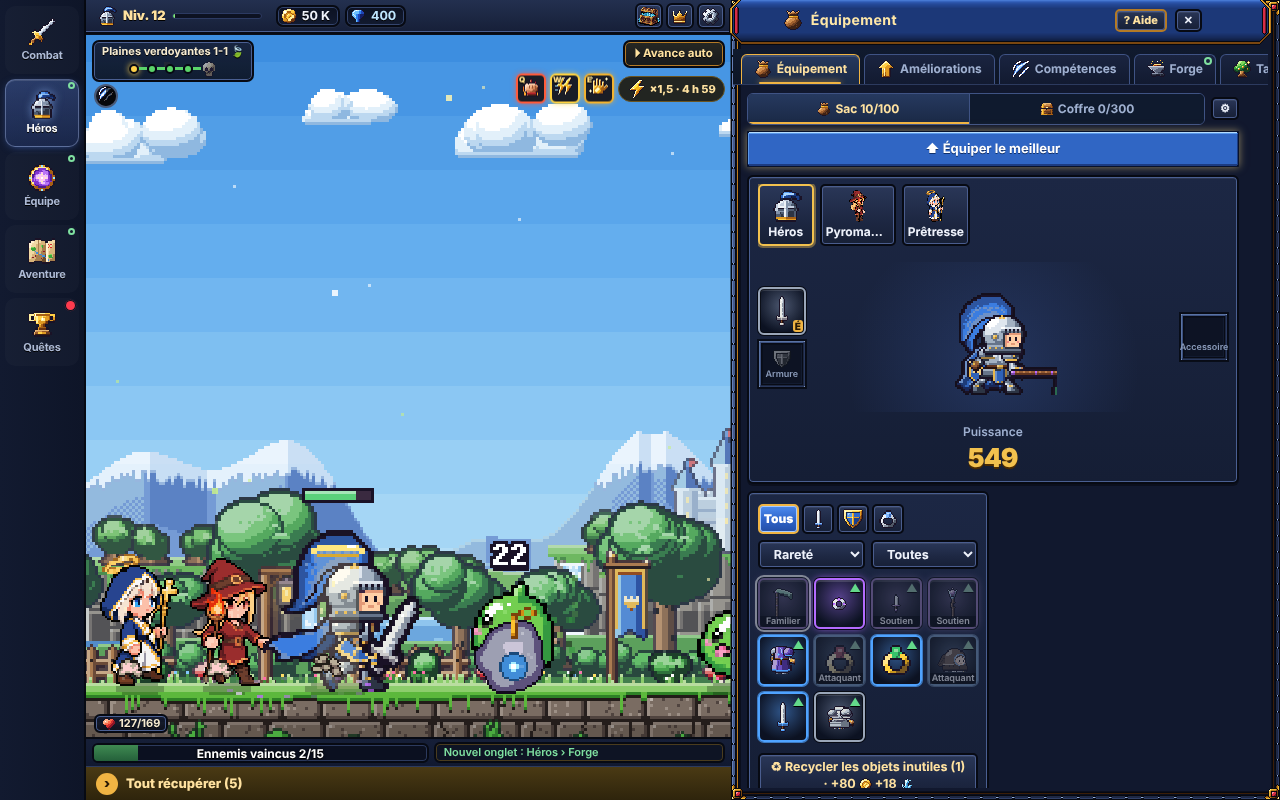 Combat
Héros
Équipe
Aventure
Quêtes
Niv. 12
50 K
400
Plaines verdoyantes 1-1
Avance auto
×1,5 · 4 h 59
22
127/169
Ennemis vaincus 2/15
Nouvel onglet : Héros › Forge
Tout récupérer (5)
Équipement
? Aide
×
Équipement
Améliorations
Compétences
Forge
Ta
Sac 10/100
Coffre 0/300
Équiper le meilleur
Héros
Pyroma...
Prêtresse
E
Armure
Accessoire
Puissance
549
Tous
Rareté
Toutes
Familier
Soutien
Soutien
Attaquant
Attaquant
Recycler les objets inutiles (1)
· +80 +18